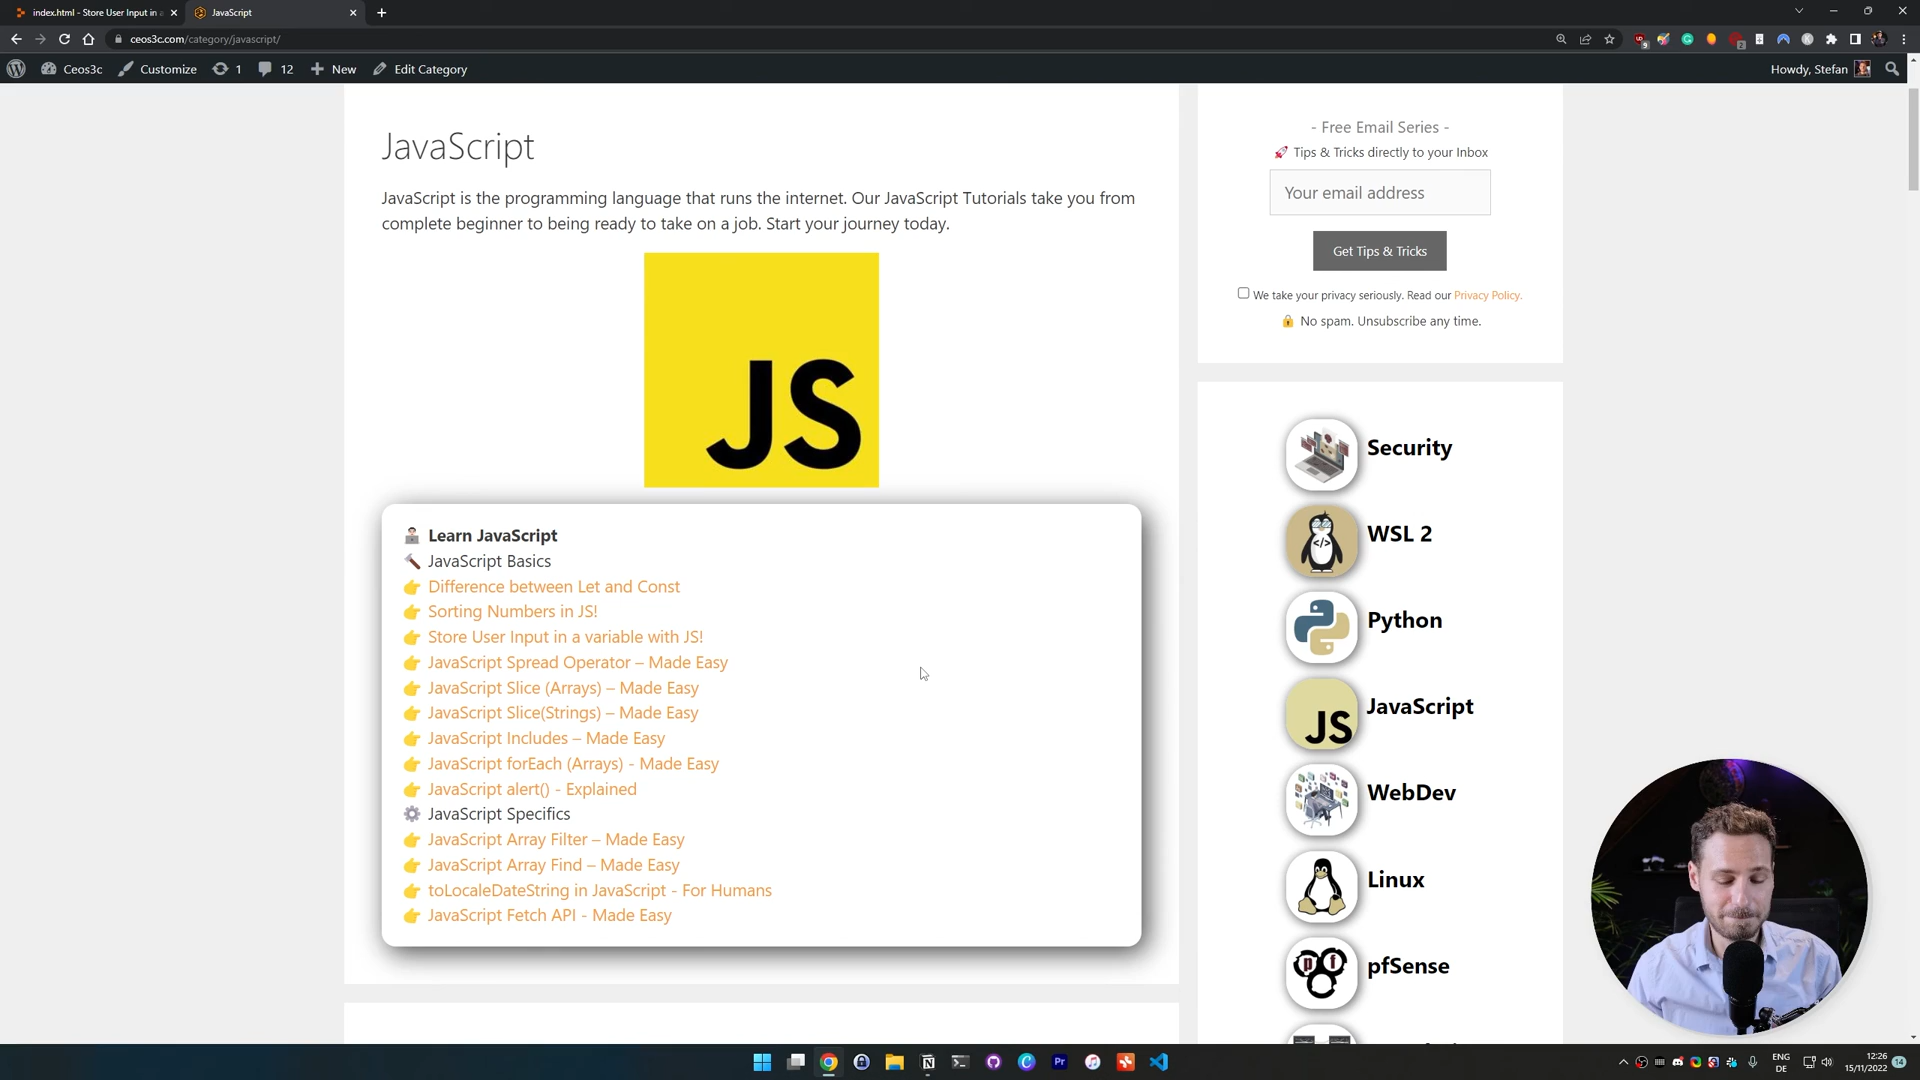 index.html - Store User Input in a
JavaScript
ceos3c.com/category/javascript/
Ceos3c
Customize
1
12
New
Edit Category
Howdy, Stefan
JavaScript
JavaScript is the programming language that runs the internet. Our JavaScript Tutorials take you from
complete beginner to being ready to take on a job. Start your journey today.
JS
Learn JavaScript
JavaScript Basics
Difference between Let and Const
Sorting Numbers in JS!
Store User Input in a variable with JS!
JavaScript Spread Operator – Made Easy
JavaScript Slice (Arrays) – Made Easy
JavaScript Slice(Strings) – Made Easy
JavaScript Includes – Made Easy
JavaScript forEach (Arrays) - Made Easy
JavaScript alert() - Explained
JavaScript Specifics
JavaScript Array Filter – Made Easy
JavaScript Array Find – Made Easy
toLocaleDateString in JavaScript - For Humans
JavaScript Fetch API - Made Easy
- Free Email Series -
🚀 Tips & Tricks directly to your Inbox
Your email address
Get Tips & Tricks
We take your privacy seriously. Read our Privacy Policy.
🔒 No spam. Unsubscribe any time.
Security
WSL 2
Python
JS
JavaScript
WebDev
Linux
pf
pfSense
Pr
ENG
DE
12:26
15/11/2022
14